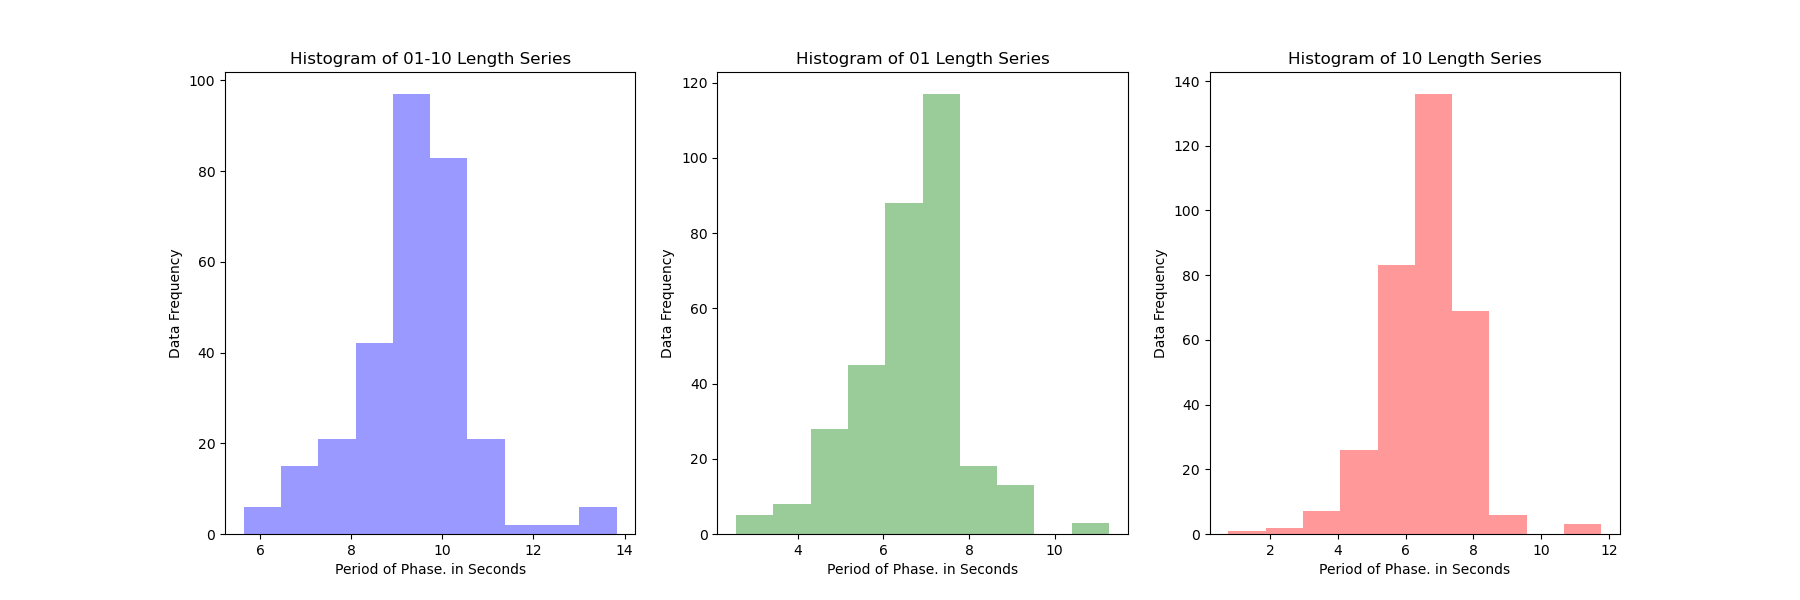 Histogram of 01-10 Length Series
100
80
60
40
20
0
Data Frequency
6 8 10 12 14
Period of Phase. in Seconds
Histogram of 01 Length Series
120
100
80
60
40
20
0
Data Frequency
4 6 8 10
Period of Phase. in Seconds
Histogram of 10 Length Series
140
120
100
80
60
40
20
0
Data Frequency
2 4 6 8 10 12
Period of Phase. in Seconds